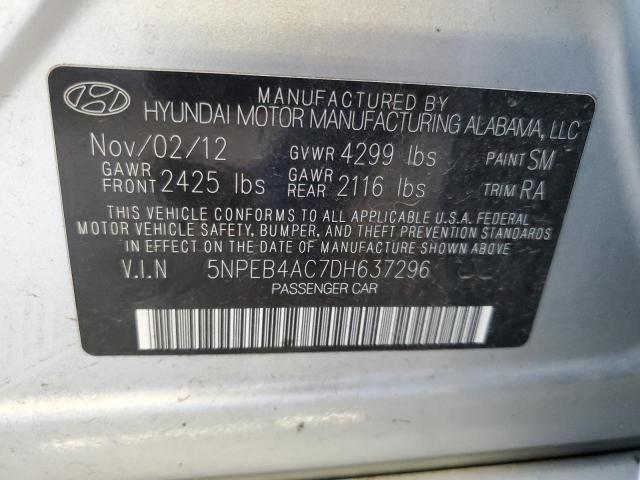 MANUFACTURED BY
HYUNDAI MOTOR MANUFACTURING ALABAMA, LLC
Nov/02/12 GVWR 4299 lbs PAINT SM
GAWR FRONT 2425 lbs GAWR REAR 2116 lbs TRIM RA
THIS VEHICLE CONFORMS TO ALL APPLICABLE U.S.A. FEDERAL
MOTOR VEHICLE SAFETY, BUMPER, AND THEFT PREVENTION STANDARDS
IN EFFECT ON THE DATE OF MANUFACTURE SHOWN ABOVE
V.I.N 5NPEB4AC7DH637296
PASSENGER CAR